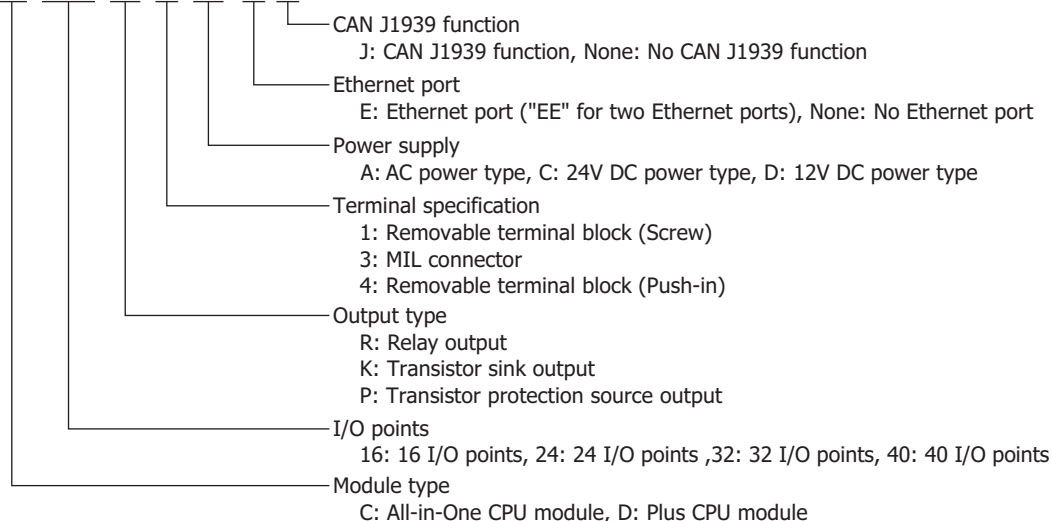 CAN J1939 function
J: CAN J1939 function, None: No CAN J1939 function
Ethernet port
E: Ethernet port ("EE" for two Ethernet ports), None: No Ethernet port
Power supply
A: AC power type, C: 24V DC power type, D: 12V DC power type
Terminal specification
1: Removable terminal block (Screw)
3: MIL connector
4: Removable terminal block (Push-in)
Output type
R: Relay output
K: Transistor sink output
P: Transistor protection source output
I/O points
16: 16 I/O points, 24: 24 I/O points ,32: 32 I/O points, 40: 40 I/O points
Module type
C: All-in-One CPU module, D: Plus CPU module